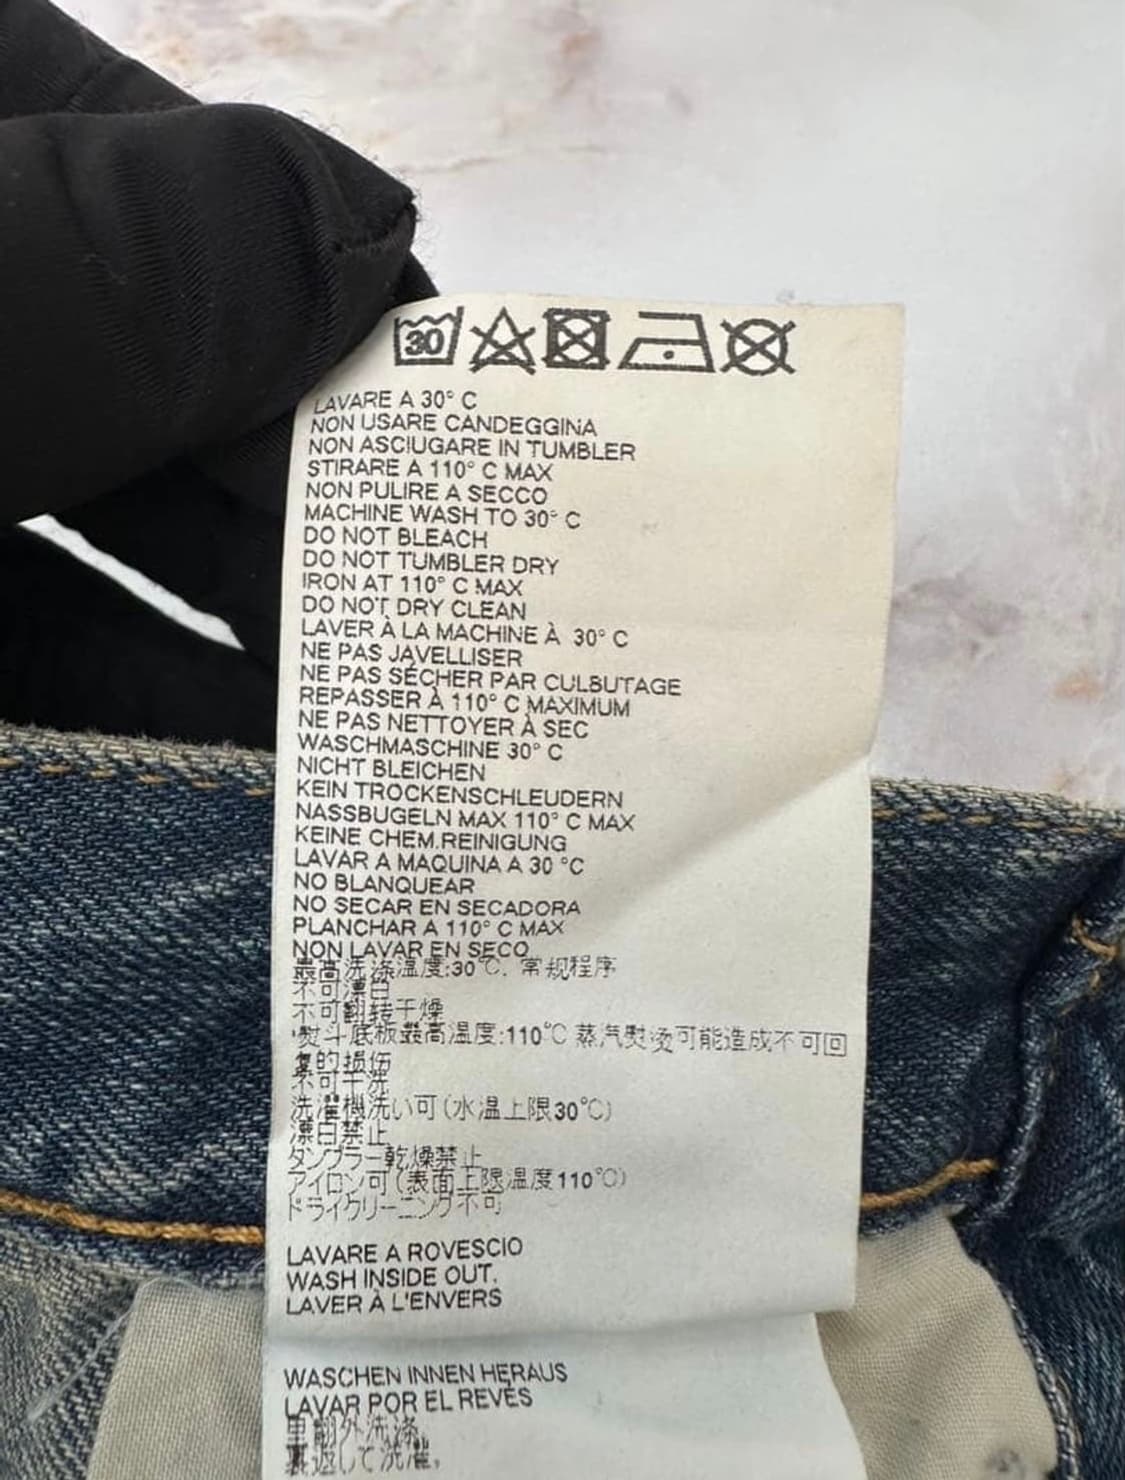 30
LAVARE A 30° C
NON USARE CANDEGGINA
NON ASCIUGARE IN TUMBLER
STIRARE A 110° C MAX
NON PULIRE A SECCO
MACHINE WASH TO 30° C
DO NOT BLEACH
DO NOT TUMBLER DRY
IRON AT 110° C MAX
DO NOT DRY CLEAN
LAVER À LA MACHINE À 30° C
NE PAS JAVELLISER
NE PAS SÉCHER PAR CULBUTAGE
REPASSER À 110° C MAXIMUM
NE PAS NETTOYER À SEC
WASCHMASCHINE 30° C
NICHT BLEICHEN
KEIN TROCKENSCHLEUDERN
NASSBUGELN MAX 110° C MAX
KEINE CHEM.REINIGUNG
LAVAR A MAQUINA A 30 °C
NO BLANQUEAR
NO SECAR EN SECADORA
PLANCHAR A 110° C MAX
NON LAVAR EN SECO
最高洗涤温度:30℃. 常规程序
不可漂白
不可翻转干燥
熨斗底板最高温度:110℃ 蒸汽熨烫可能造成不可回
复的损伤
不可干洗
洗濯機洗い可(水温上限30℃)
漂白禁止
タンブラー乾燥禁止
アイロン可(表面上限温度110℃)
ドライクリーニング不可
LAVARE A ROVESCIO
WASH INSIDE OUT.
LAVER À L'ENVERS
WASCHEN INNEN HERAUS
LAVAR POR EL REVÉS
里翻外洗涤
裏返して洗濯,